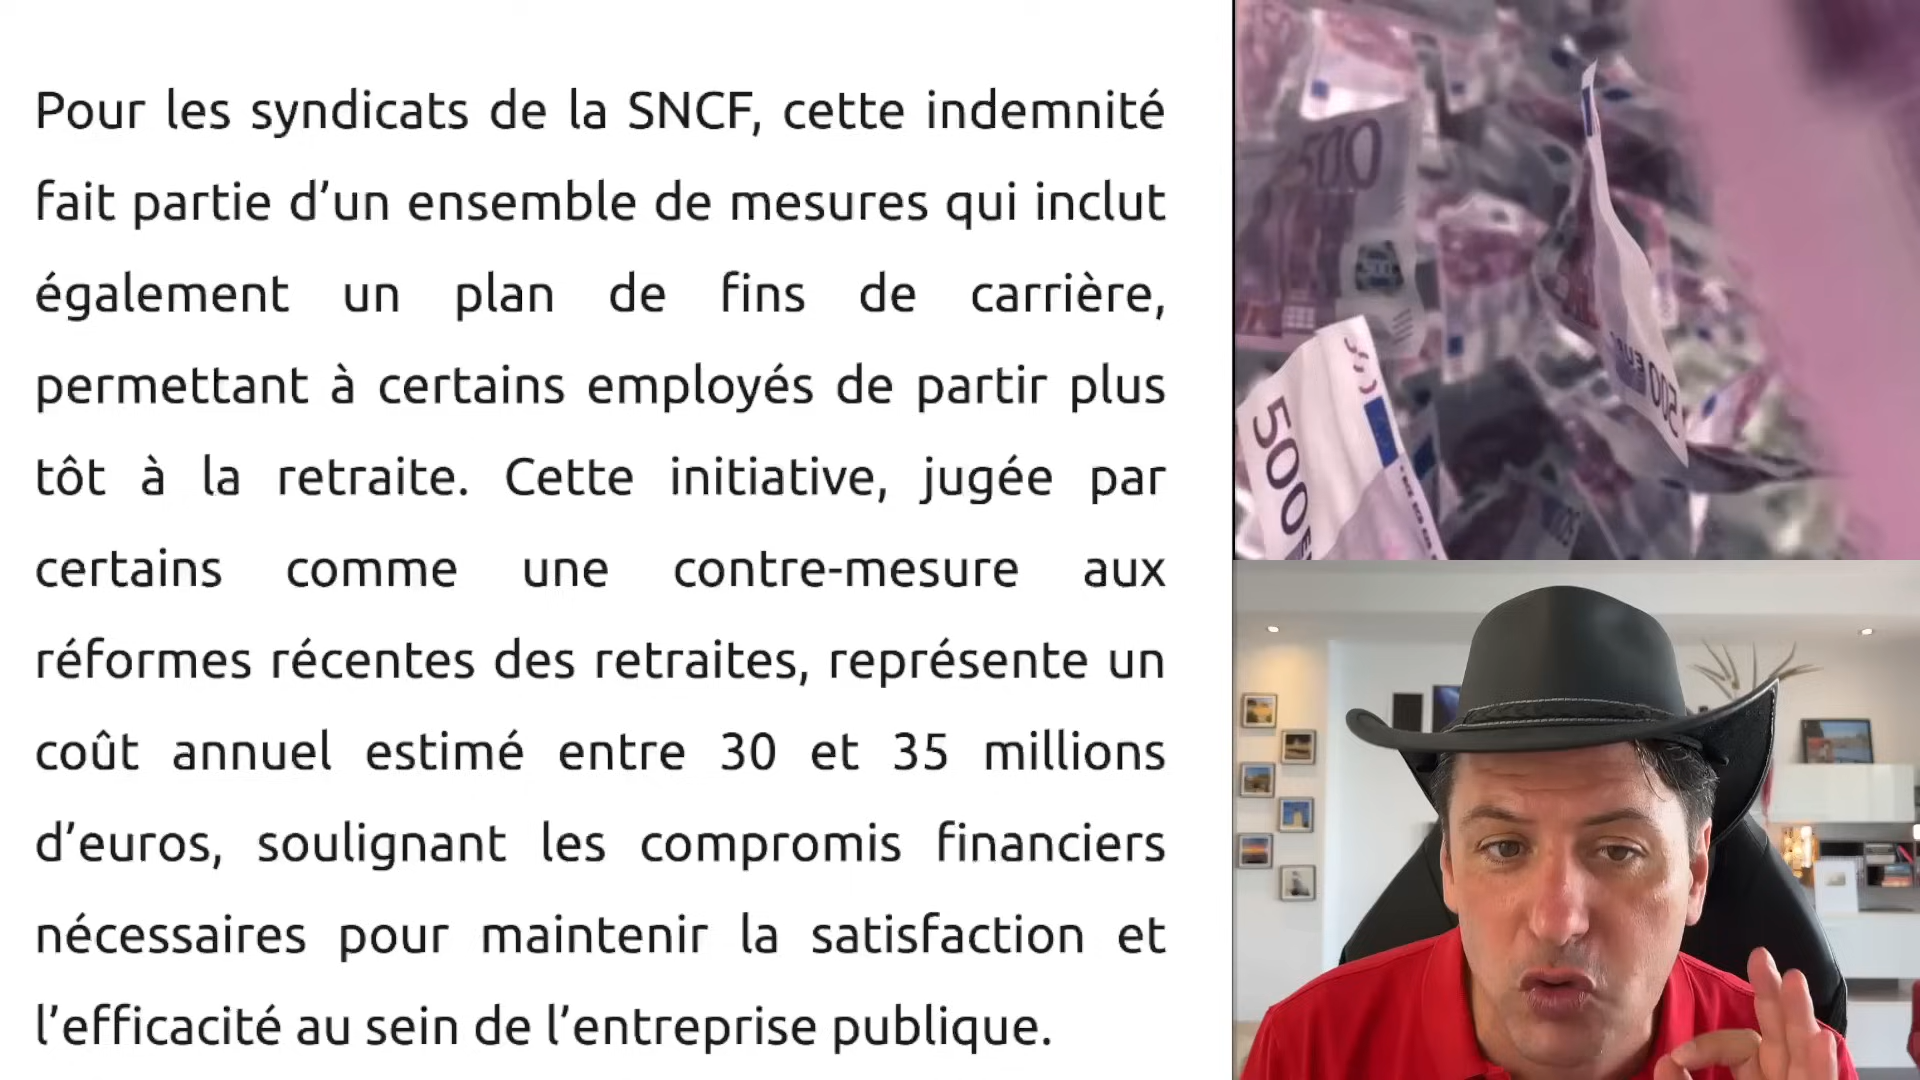 Pour les syndicats de la SNCF, cette indemnité
fait partie d’un ensemble de mesures qui inclut
également un plan de fins de carrière,
permettant à certains employés de partir plus
tôt à la retraite. Cette initiative, jugée par
certains comme une contre-mesure aux
réformes récentes des retraites, représente un
coût annuel estimé entre 30 et 35 millions
d’euros, soulignant les compromis financiers
nécessaires pour maintenir la satisfaction et
l’efficacité au sein de l’entreprise publique.
500
500
500